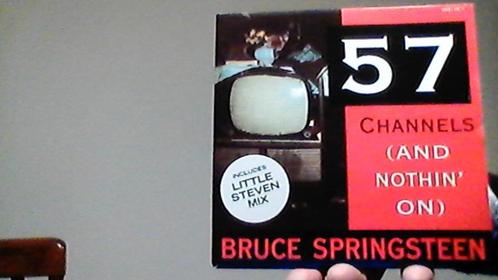 57
CHANNELS
(AND
NOTHIN'
ON)
INCLUDES
LITTLE
STEVEN
MIX
BRUCE SPRINGSTEEN